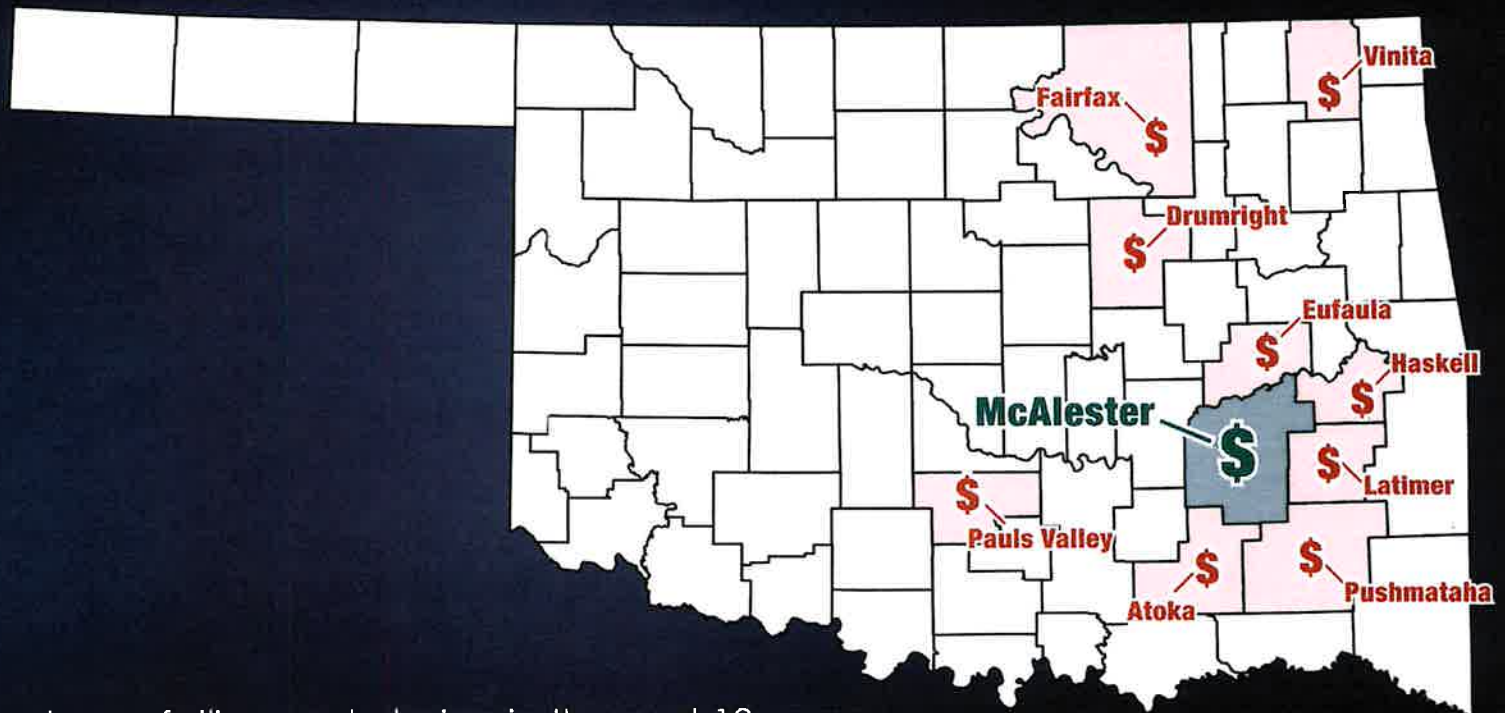 Vinita
$
Fairfax
$
Drumright
$
Eufaula
$
Haskell
$
McAlester
$
$
Latimer
$
Pauls Valley
$
Pushmataha
$
Atoka